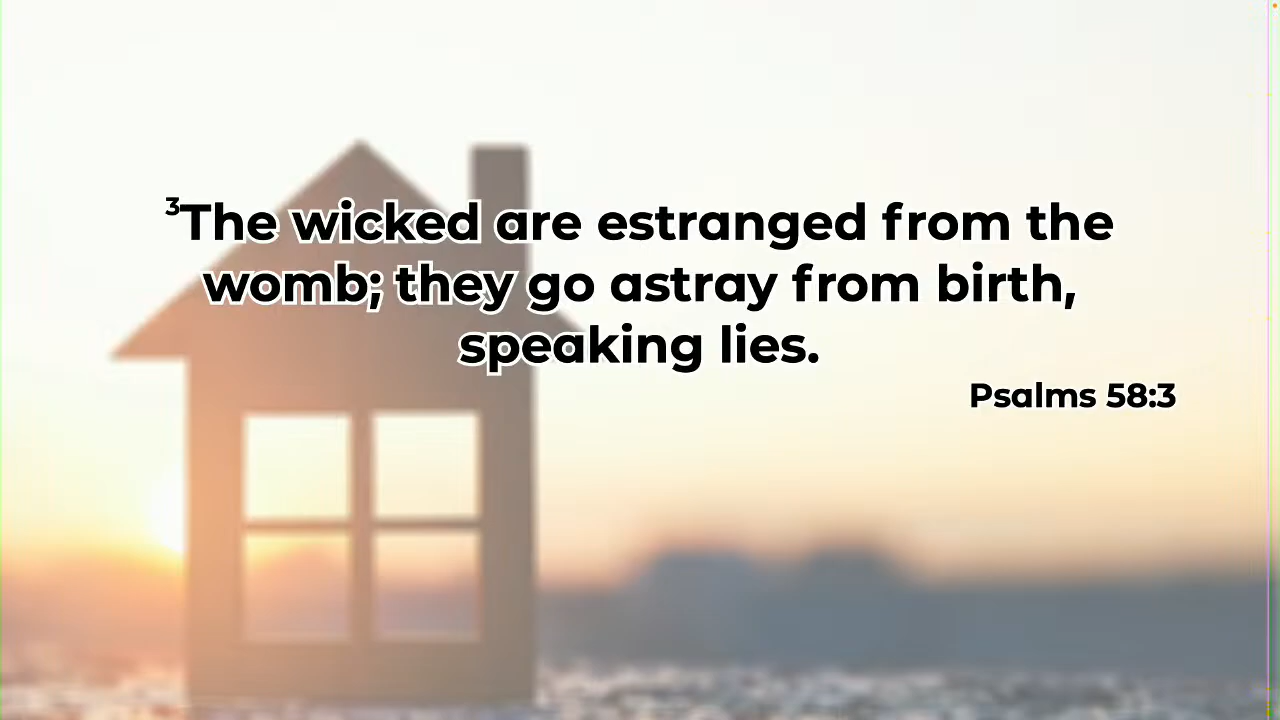 ³The wicked are estranged from the
womb; they go astray from birth,
speaking lies.
Psalms 58:3